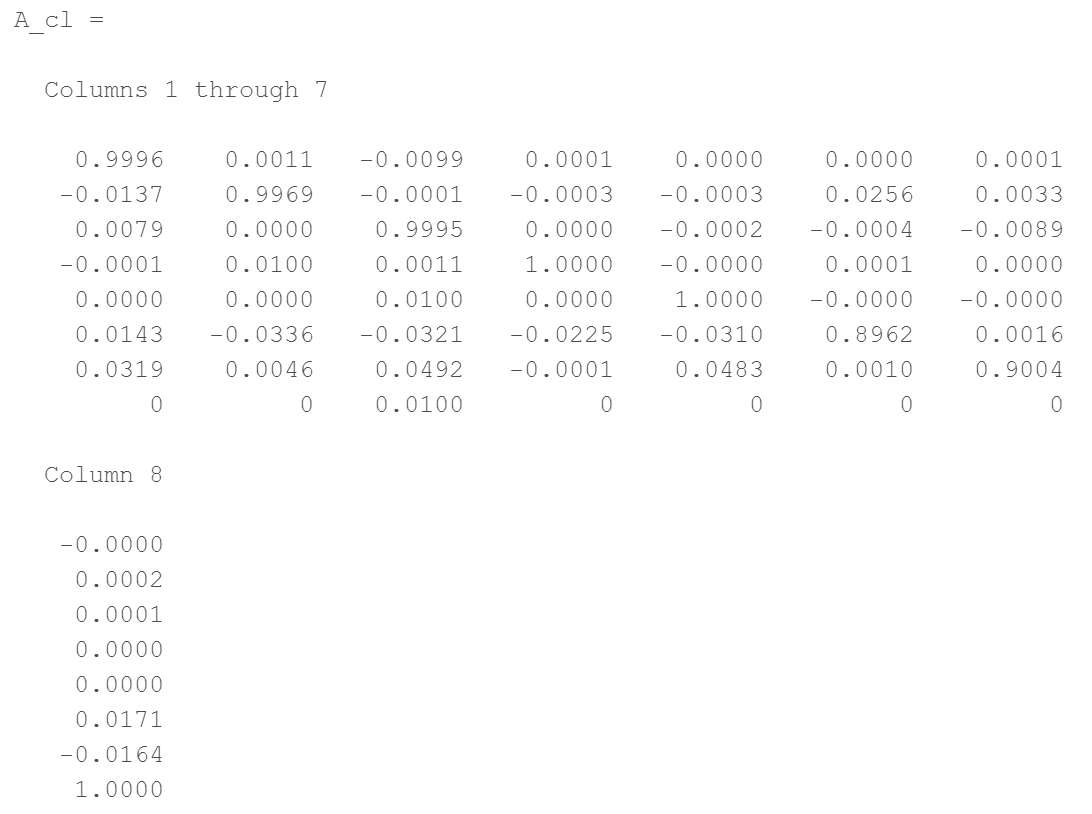 A_cl =
Columns 1 through 7
0.9996 0.0011 -0.0099 0.0001 0.0000 0.0000 0.0001
-0.0137 0.9969 -0.0001 -0.0003 -0.0003 0.0256 0.0033
0.0079 0.0000 0.9995 0.0000 -0.0002 -0.0004 -0.0089
-0.0001 0.0100 0.0011 1.0000 -0.0000 0.0001 0.0000
0.0000 0.0000 0.0100 0.0000 1.0000 -0.0000 -0.0000
0.0143 -0.0336 -0.0321 -0.0225 -0.0310 0.8962 0.0016
0.0319 0.0046 0.0492 -0.0001 0.0483 0.0010 0.9004
0 0 0.0100 0 0 0 0
Column 8
-0.0000
0.0002
0.0001
0.0000
0.0000
0.0171
-0.0164
1.0000